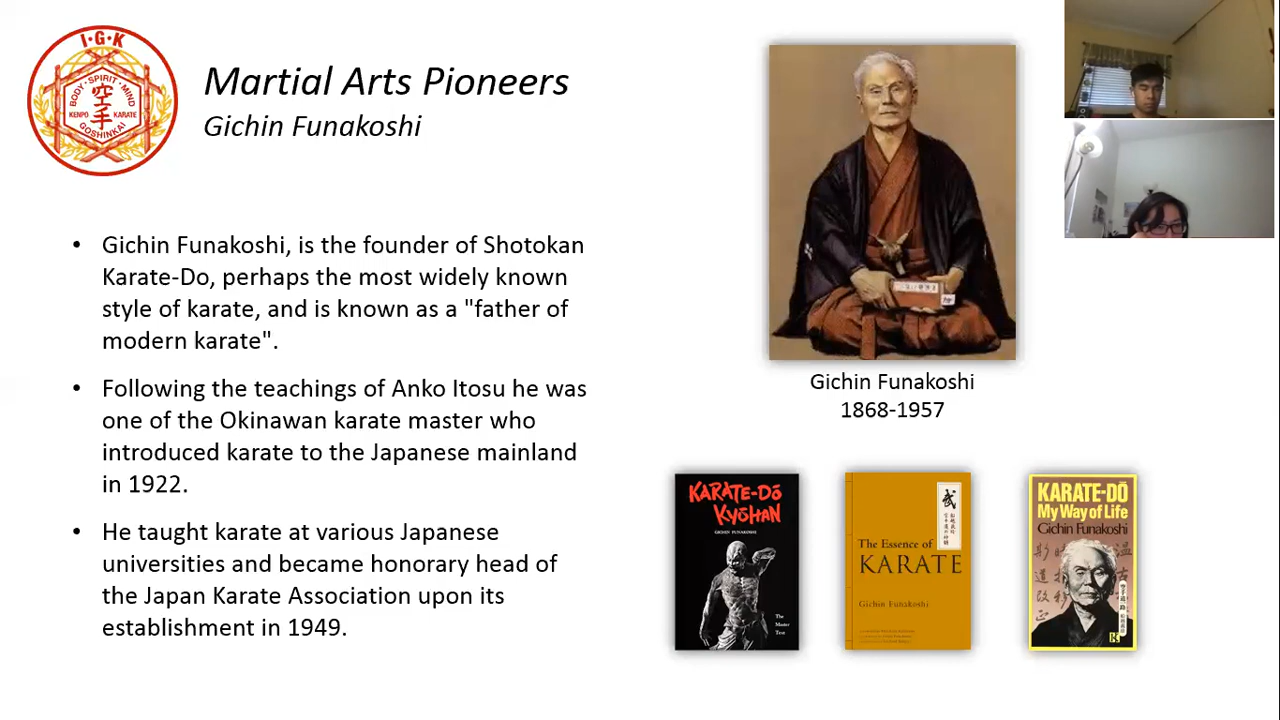 I·G·K
BODY · SPIRIT · MIND
空手
KENPO KARATE
GOSHINKAI
Martial Arts Pioneers
Gichin Funakoshi
• Gichin Funakoshi, is the founder of Shotokan
Karate-Do, perhaps the most widely known
style of karate, and is known as a "father of
modern karate".
• Following the teachings of Anko Itosu he was
one of the Okinawan karate master who
introduced karate to the Japanese mainland
in 1922.
• He taught karate at various Japanese
universities and became honorary head of
the Japan Karate Association upon its
establishment in 1949.
Gichin Funakoshi
1868-1957
KARATE-DŌ
KYŌHAN
GICHIN FUNAKOSHI
The
Master
Text
武
The Essence of
KARATE
Gichin Funakoshi
KARATE-DŌ
My Way of Life
Gichin Funakoshi